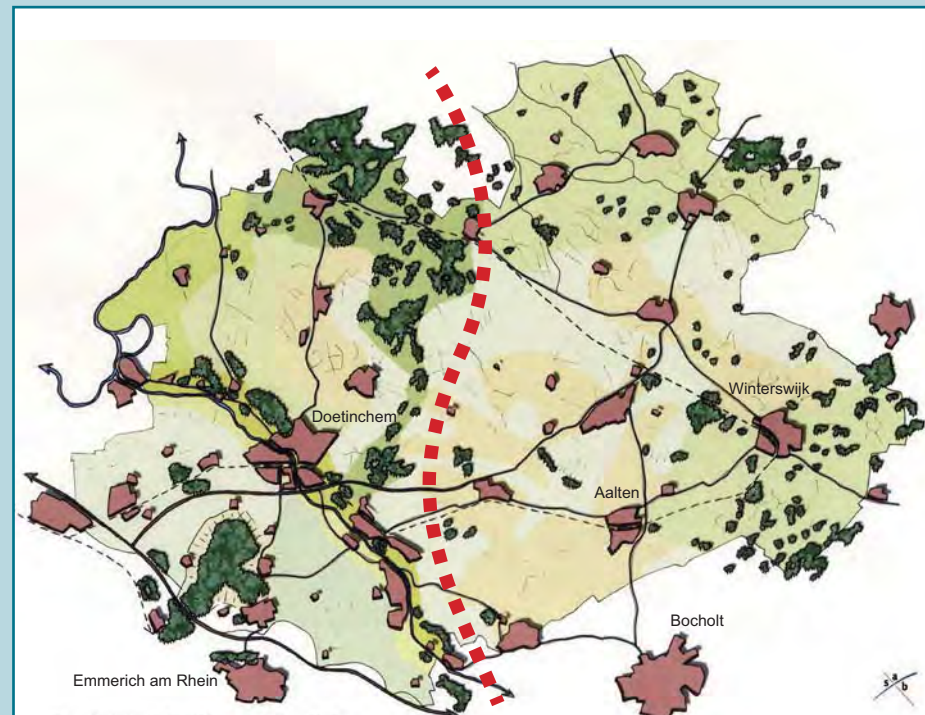 Winterswijk
Doetinchem
Aalten
Bocholt
Emmerich am Rhein
s a b